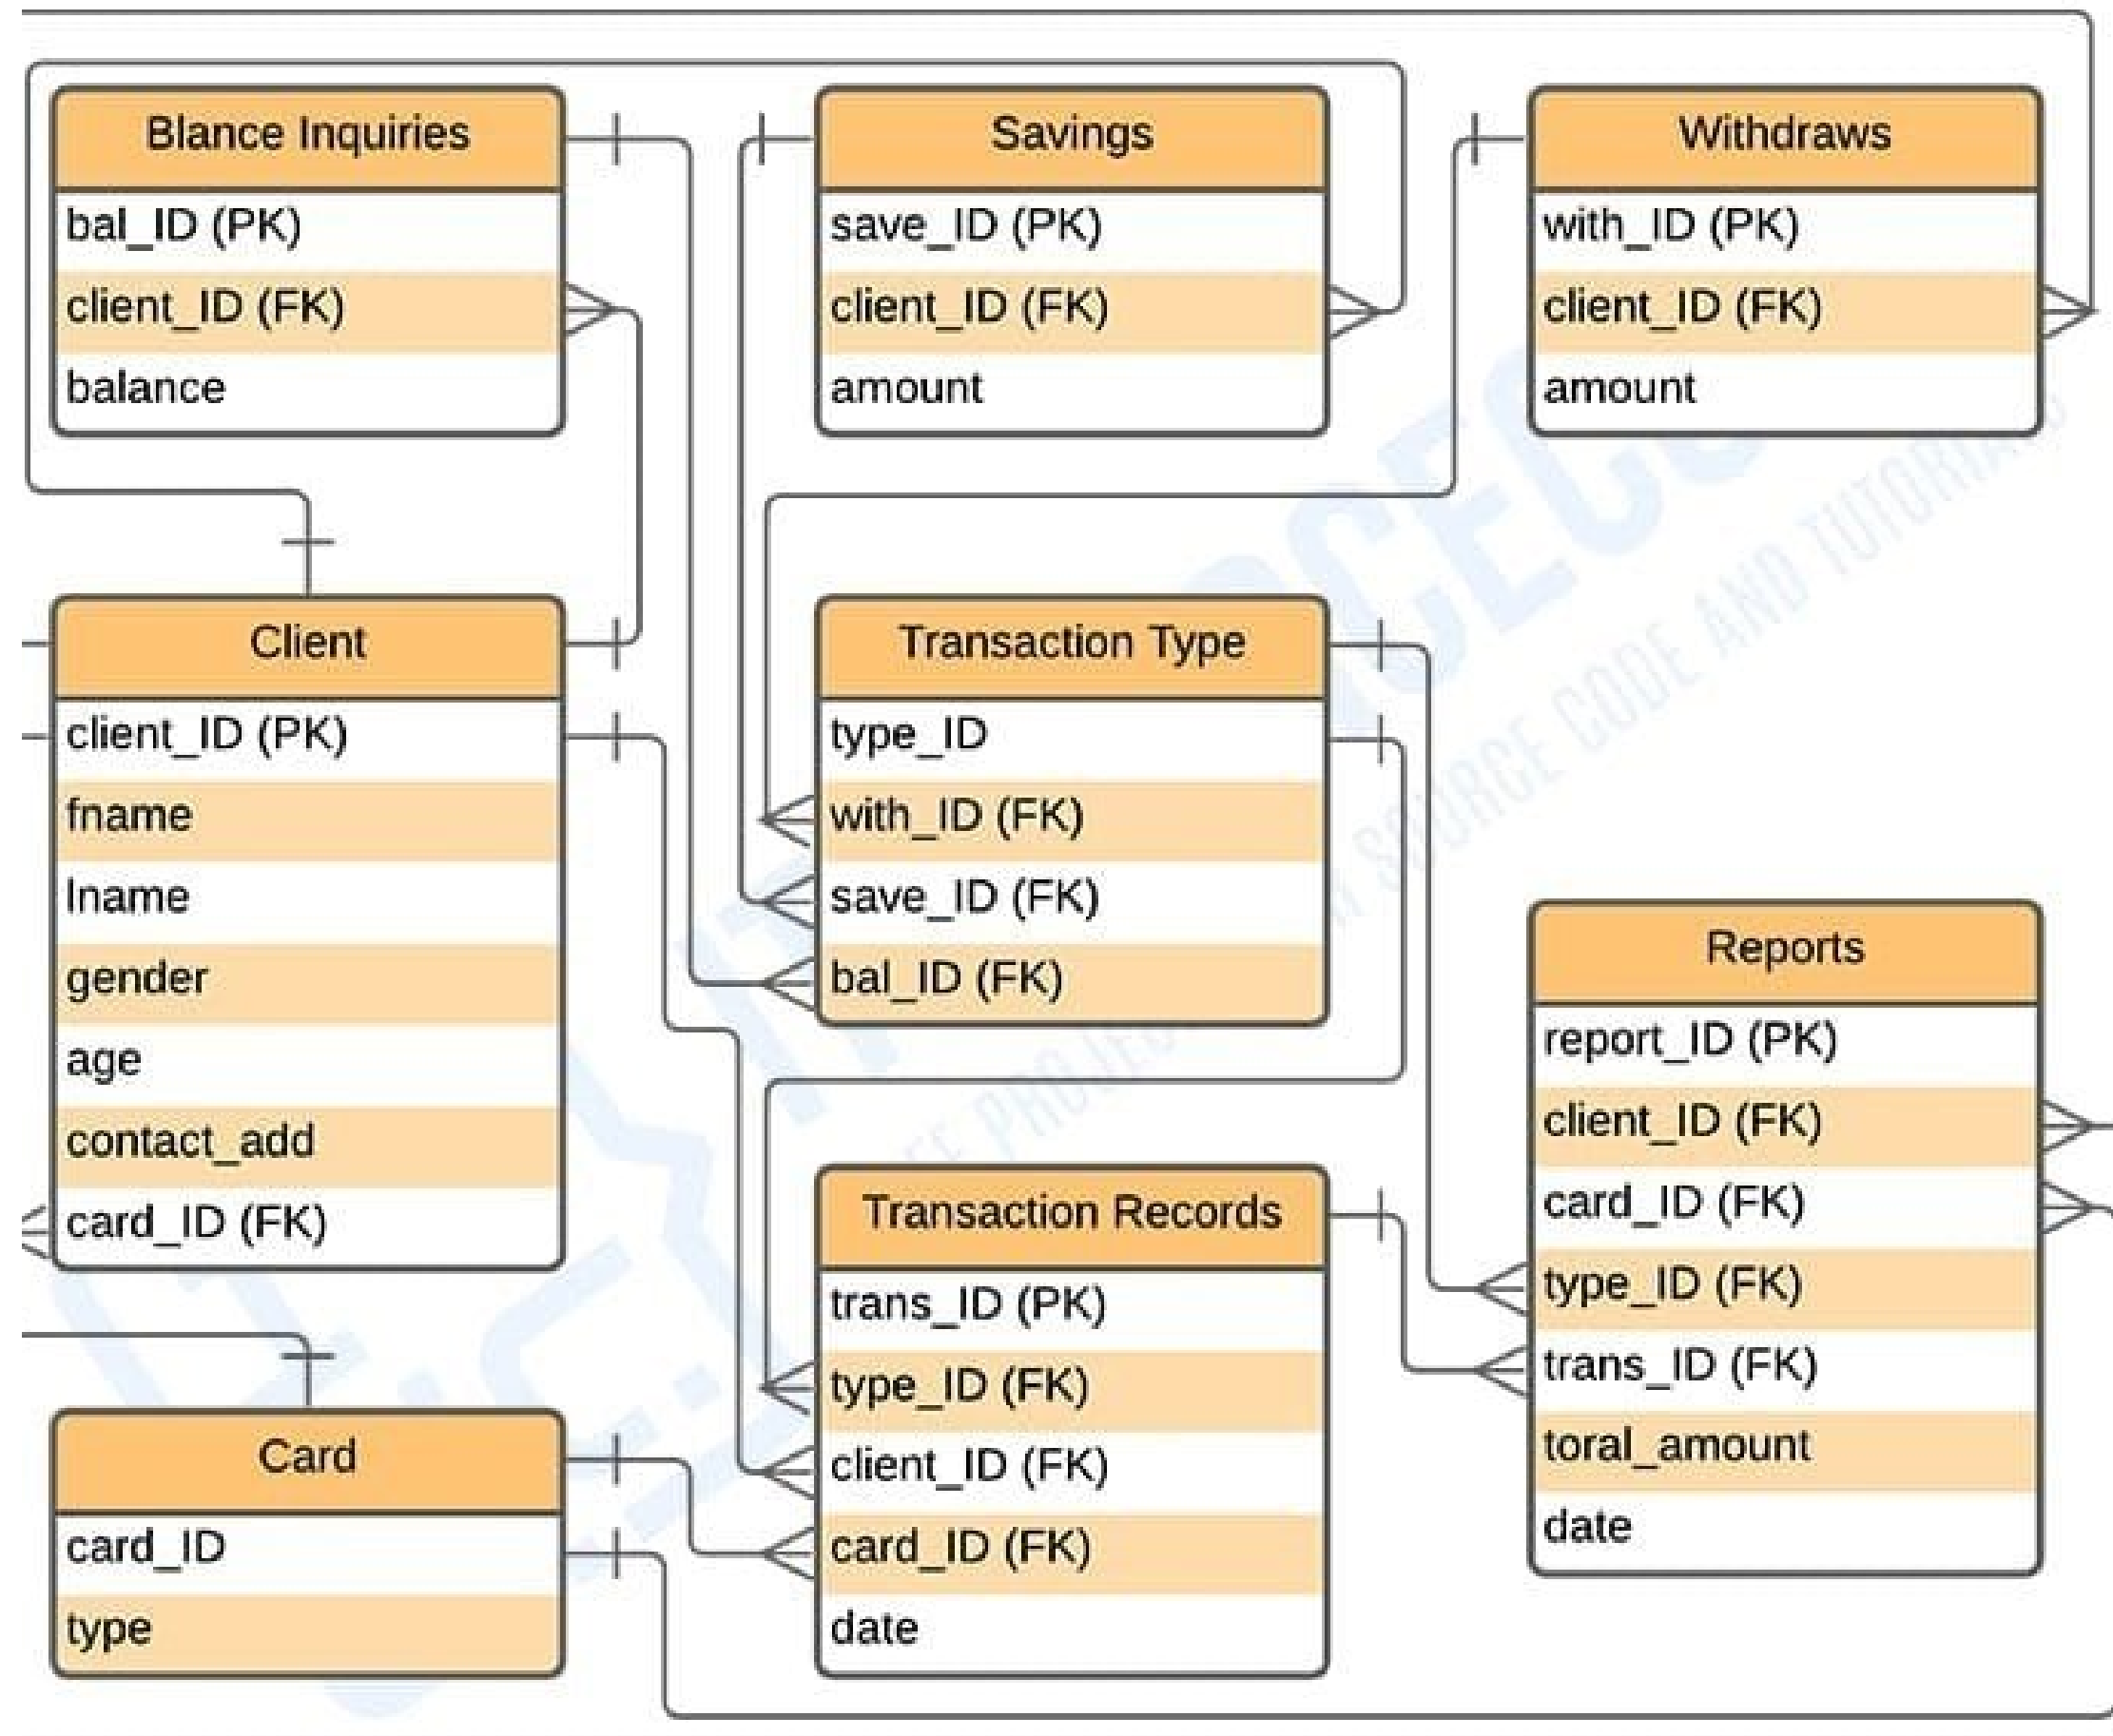 Blance Inquiries
bal_ID (PK)
client_ID (FK)
balance
Savings
save_ID (PK)
client_ID (FK)
amount
Withdraws
with_ID (PK)
client_ID (FK)
amount
Client
client_ID (PK)
fname
lname
gender
age
contact_add
card_ID (FK)
Transaction Type
type_ID
with_ID (FK)
save_ID (FK)
bal_ID (FK)
Reports
report_ID (PK)
client_ID (FK)
card_ID (FK)
type_ID (FK)
trans_ID (FK)
toral_amount
date
Transaction Records
trans_ID (PK)
type_ID (FK)
client_ID (FK)
card_ID (FK)
date
Card
card_ID
type
SOURCE CODE AND